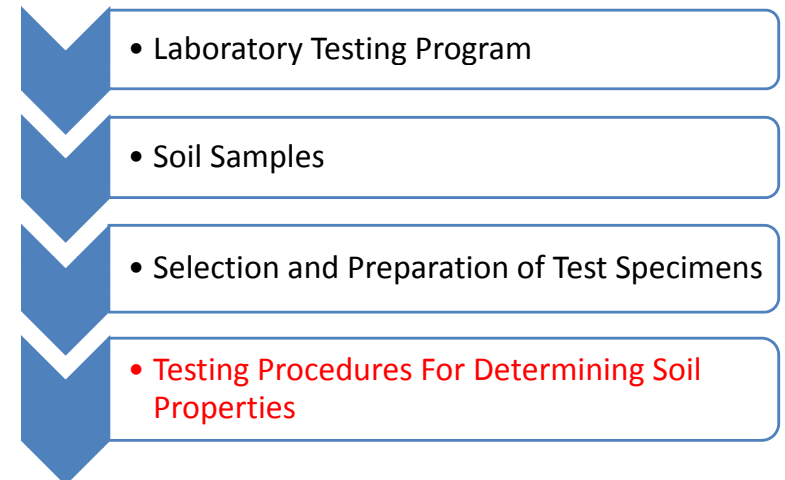 • Laboratory Testing Program
• Soil Samples
• Selection and Preparation of Test Specimens
• Testing Procedures For Determining Soil
Properties